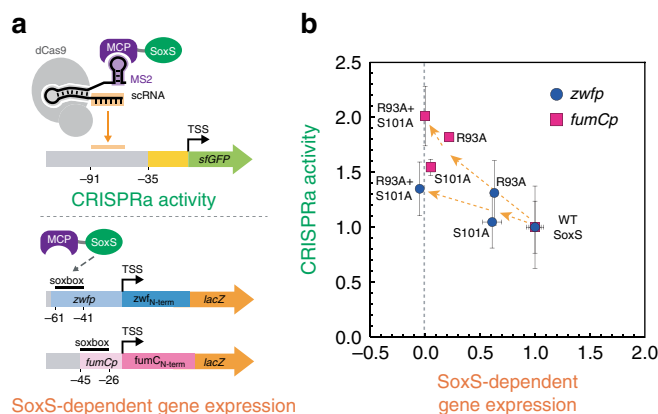 a
dCas9
MCP
SoxS
MS2
scRNA
TSS
sfGFP
−91
−35
CRISPRa activity
MCP
SoxS
soxbox
TSS
zwfp
zwfN-term
lacZ
−61
−41
soxbox
TSS
fumCp
fumCN-term
lacZ
−45
−26
SoxS-dependent gene expression
b
CRISPRa activity
2.5
2.0
1.5
1.0
0.5
0.0
zwfp
fumCp
R93A+
S101A
R93A
S101A
R93A+
S101A
R93A
S101A
WT
SoxS
−0.5
0.0
0.5
1.0
1.5
2.0
SoxS-dependent
gene expression